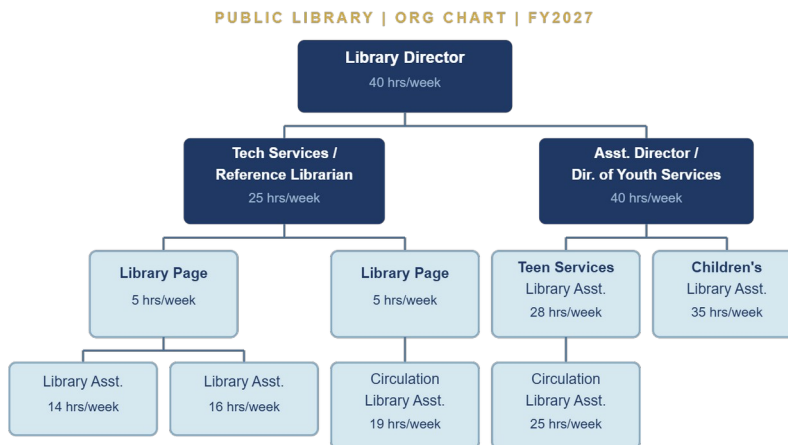 PUBLIC LIBRARY | ORG CHART | FY2027
Library Director
40 hrs/week
Tech Services /
Reference Librarian
25 hrs/week
Asst. Director /
Dir. of Youth Services
40 hrs/week
Library Page
5 hrs/week
Library Page
5 hrs/week
Teen Services
Library Asst.
28 hrs/week
Children's
Library Asst.
35 hrs/week
Library Asst.
14 hrs/week
Library Asst.
16 hrs/week
Circulation
Library Asst.
19 hrs/week
Circulation
Library Asst.
25 hrs/week